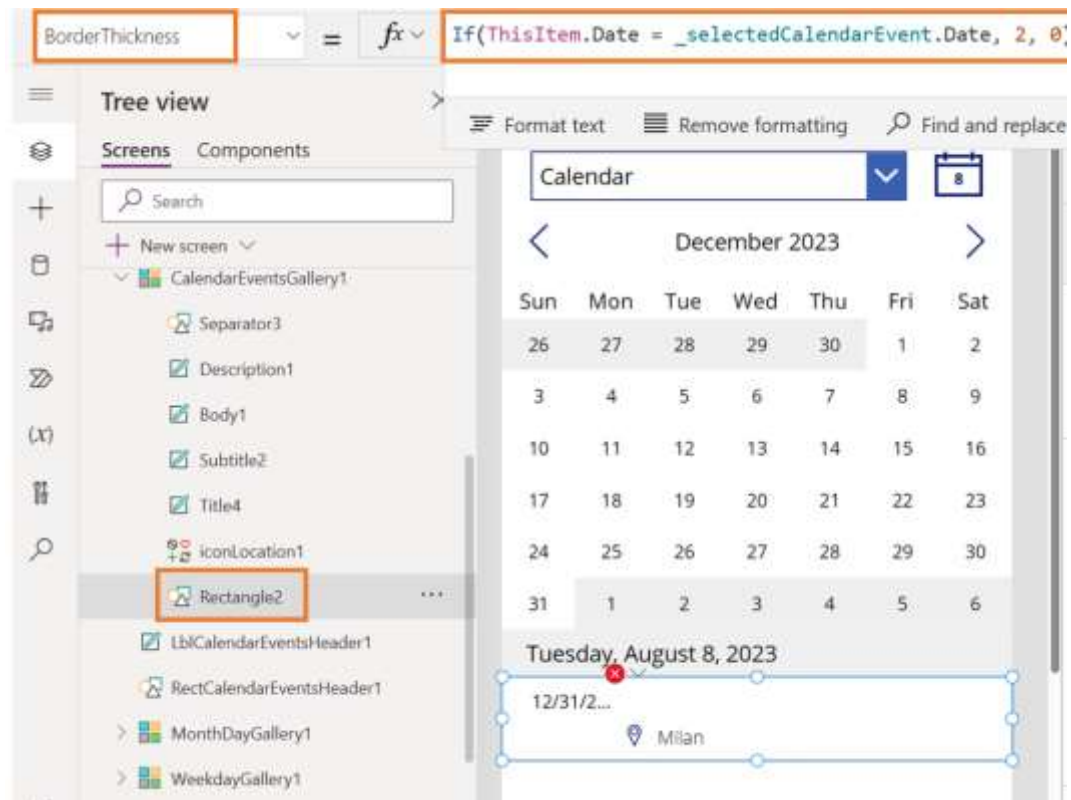 BorderThickness = fx If(ThisItem.Date = _selectedCalendarEvent.Date, 2, 0)
Tree view
Format text Remove formatting Find and replace
Screens Components
Search
New screen
CalendarEventsGallery1
Separator3
Description1
Body1
Subtitle2
Title4
iconLocation1
Rectangle2
LblCalendarEventsHeader1
RectCalendarEventsHeader1
MonthDayGallery1
WeekdayGallery1
(x)
Calendar 8
December 2023
Sun Mon Tue Wed Thu Fri Sat
26 27 28 29 30 1 2
3 4 5 6 7 8 9
10 11 12 13 14 15 16
17 18 19 20 21 22 23
24 25 26 27 28 29 30
31 1 2 3 4 5 6
Tuesday, August 8, 2023
12/31/2...
Milan